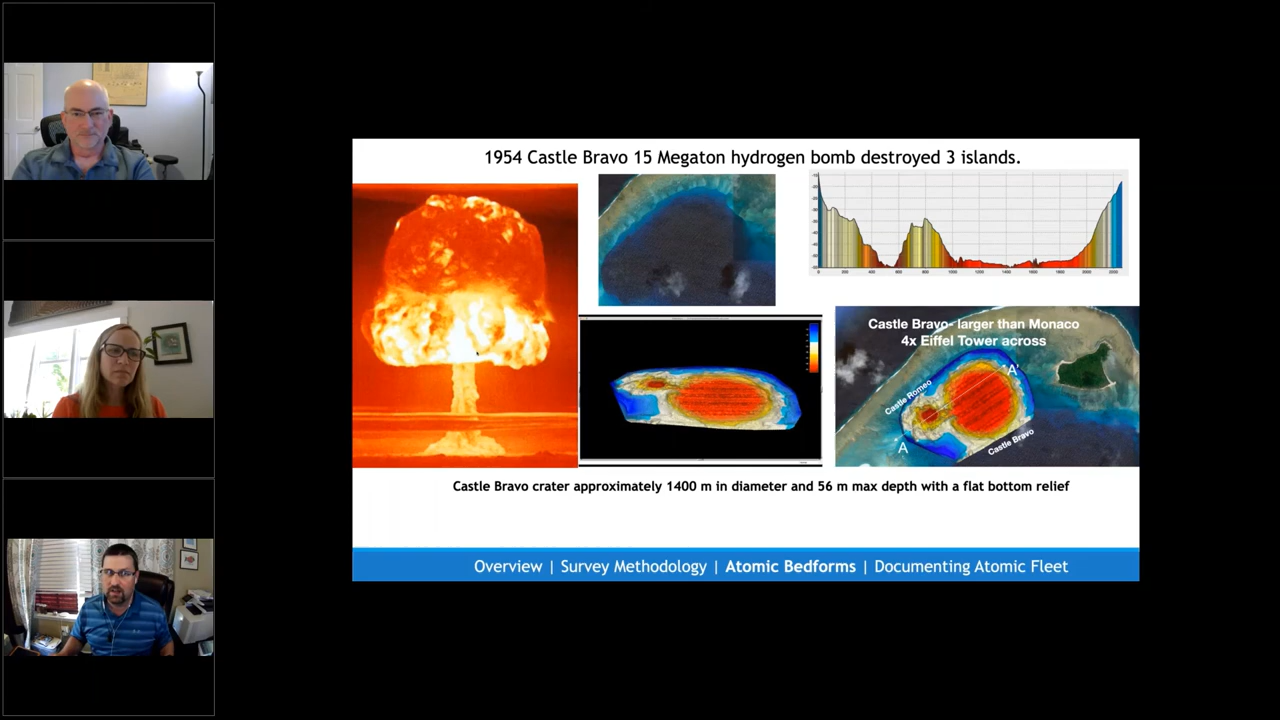 1954 Castle Bravo 15 Megaton hydrogen bomb destroyed 3 islands.
Castle Bravo- larger than Monaco
4x Eiffel Tower across
A'
Castle Romeo
Castle Bravo
A
Castle Bravo crater approximately 1400 m in diameter and 56 m max depth with a flat bottom relief
Overview | Survey Methodology | Atomic Bedforms | Documenting Atomic Fleet